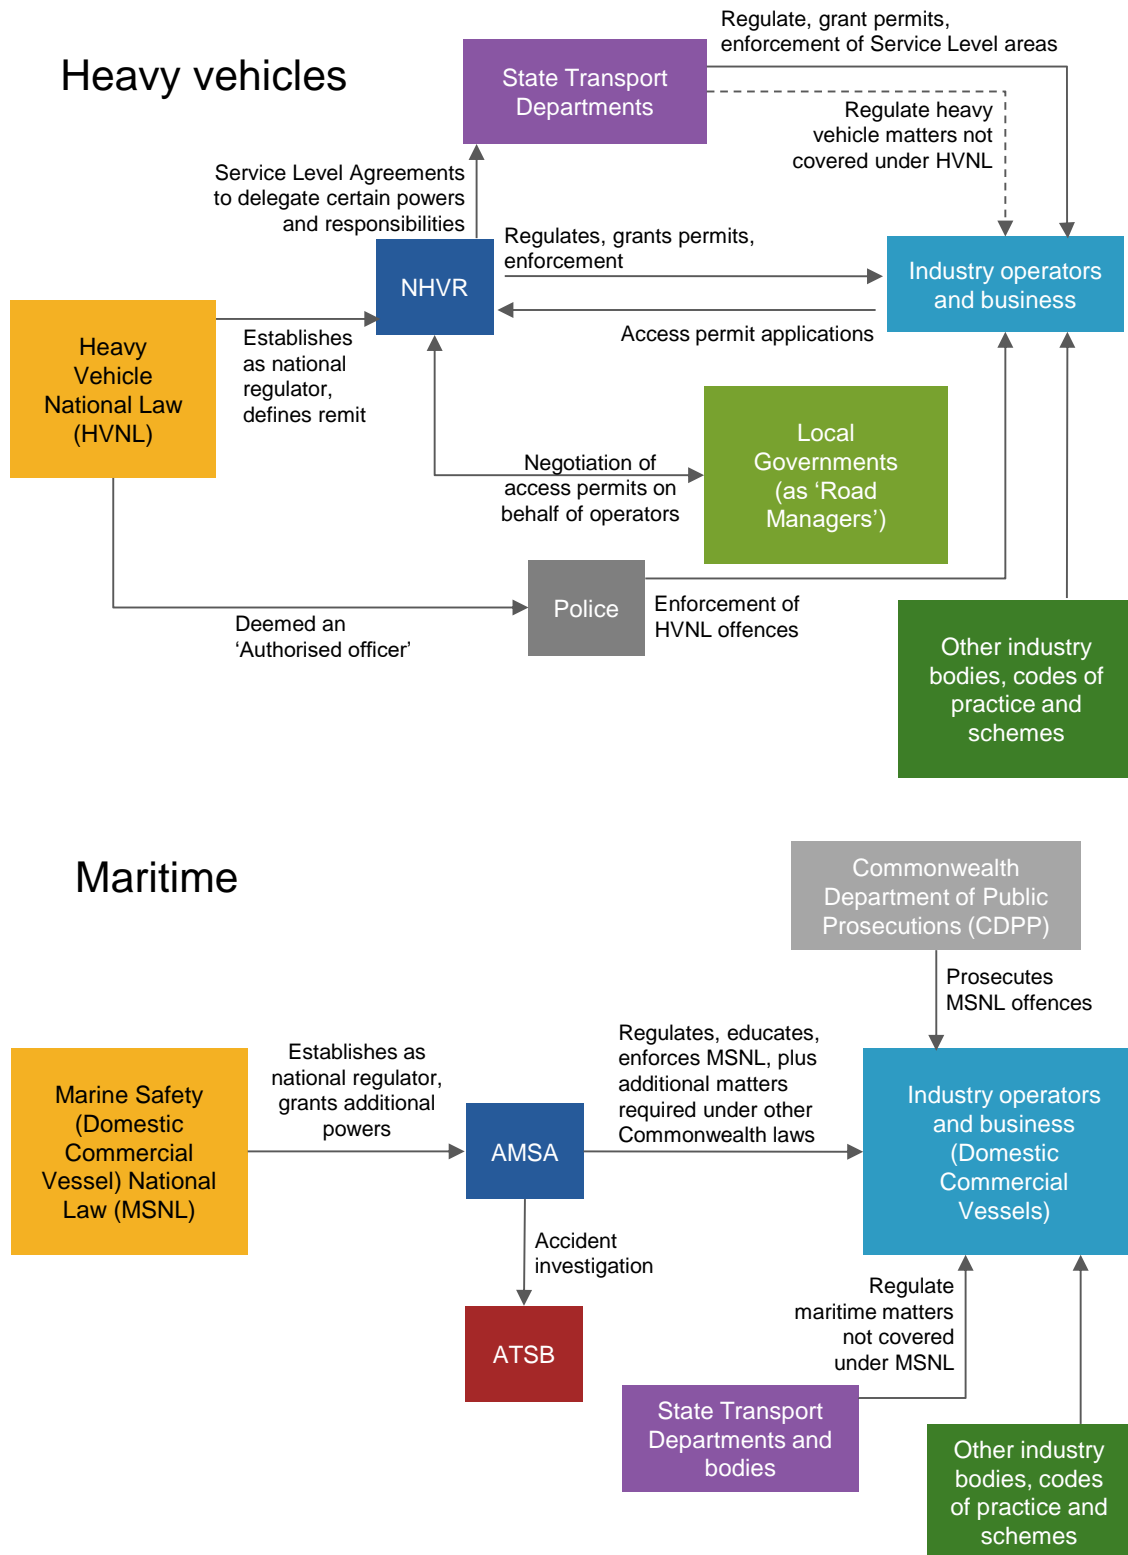 Heavy vehicles
State Transport
Departments
Regulate, grant permits,
enforcement of Service Level areas
Regulate heavy
vehicle matters not
covered under HVNL
Service Level Agreements
to delegate certain powers
and responsibilities
NHVR
Regulates, grants permits,
enforcement
Industry operators
and business
Access permit applications
Heavy
Vehicle
National Law
(HVNL)
Establishes
as national
regulator,
defines remit
Local
Governments
(as ‘Road
Managers’)
Negotiation of
access permits on
behalf of operators
Police
Enforcement of
HVNL offences
Deemed an
‘Authorised officer’
Other industry
bodies, codes of
practice and
schemes
Maritime
Commonwealth
Department of Public
Prosecutions (CDPP)
Prosecutes
MSNL offences
Marine Safety
(Domestic
Commercial
Vessel) National
Law (MSNL)
Establishes as
national regulator,
grants additional
powers
AMSA
Regulates, educates,
enforces MSNL, plus
additional matters
required under other
Commonwealth laws
Industry operators
and business
(Domestic
Commercial
Vessels)
Accident
investigation
ATSB
Regulate
maritime matters
not covered
under MSNL
State Transport
Departments and
bodies
Other industry
bodies, codes
of practice and
schemes